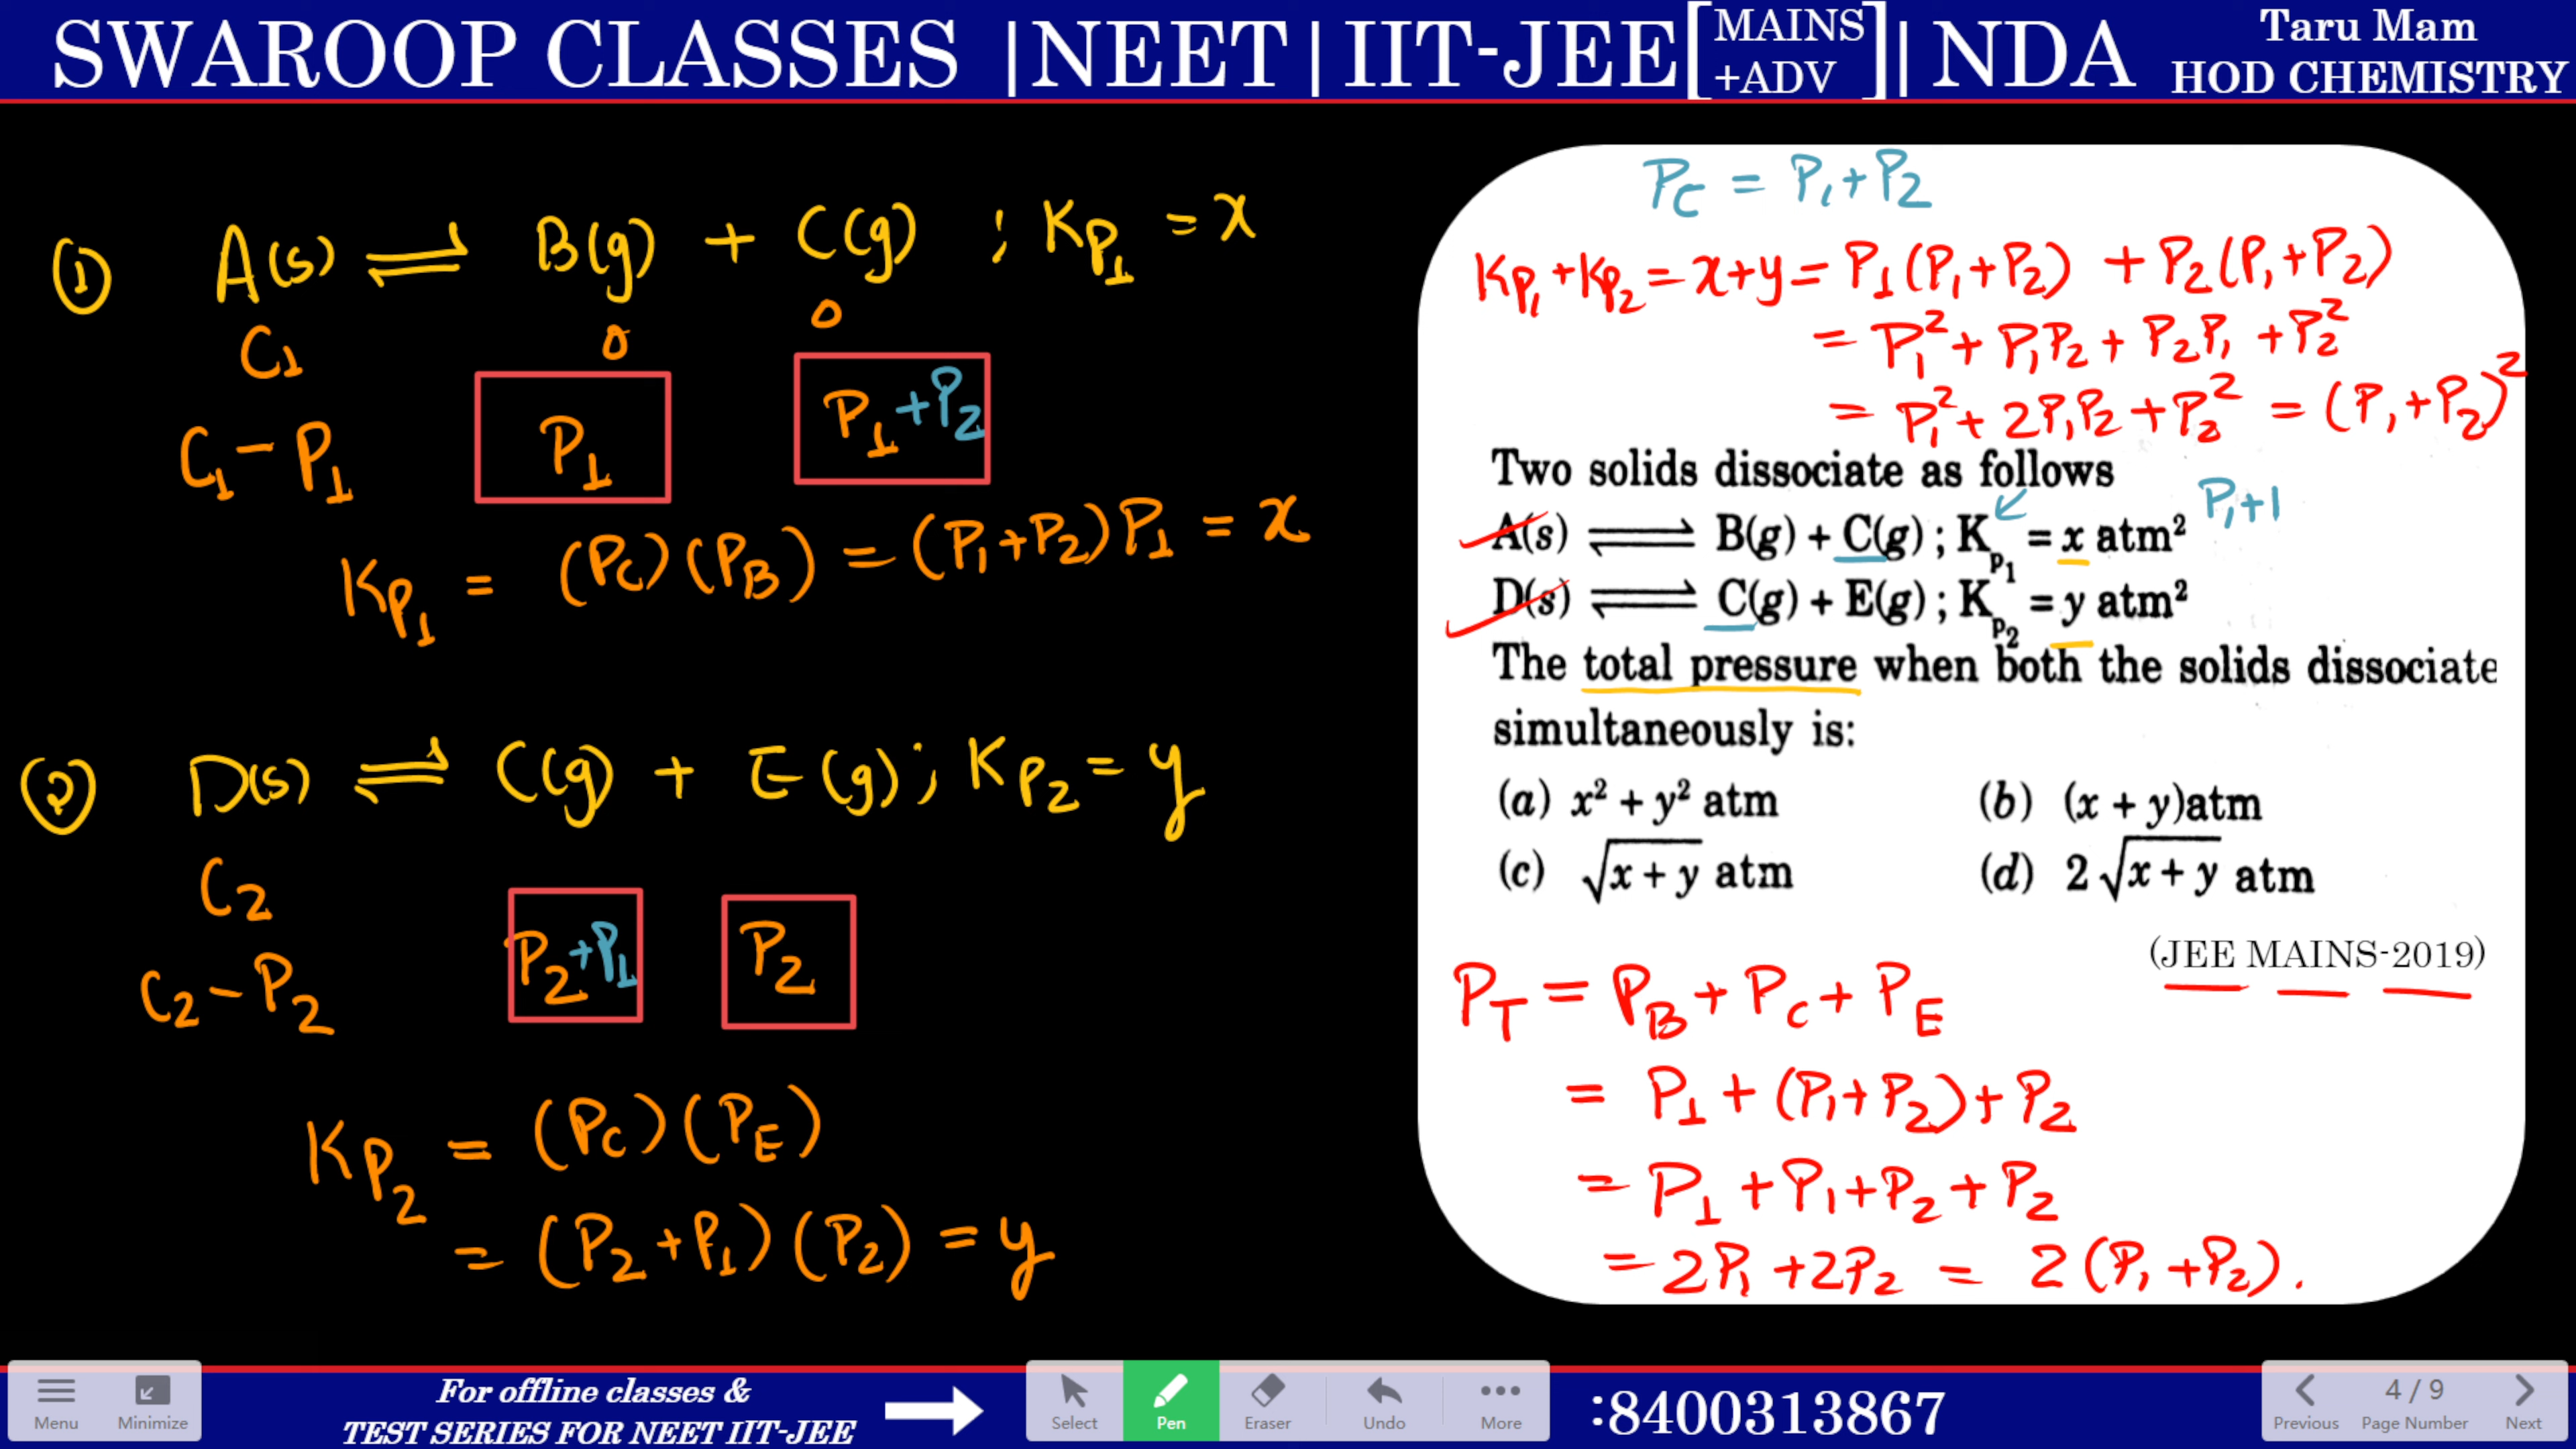 SWAROOP CLASSES |NEET| IIT-JEE[MAINS +ADV]| NDA
Taru Mam
HOD CHEMISTRY
① A(s) ⇌ B(g) + C(g) ; Kp₁ = x
C₁ 0 0
C₁ - P₁ P₁ P₁+P₂
Kp₁ = (Pc)(PB) = (P₁+P₂)P₁ = x
② D(s) ⇌ C(g) + E(g); Kp₂ = y
C₂
C₂ - P₂ P₂+P₁ P₂
Kp₂ = (Pc)(PE)
= (P₂+P₁)(P₂) = y
Pc = P₁+P₂
Kp₁+Kp₂ = x+y = P₁(P₁+P₂) + P₂(P₁+P₂)
= P₁² + P₁P₂ + P₂P₁ + P₂²
= P₁² + 2P₁P₂ + P₂² = (P₁+P₂)²
Two solids dissociate as follows
P₁+1
A(s) ⇌ B(g) + C(g) ; Kp₁ = x atm²
D(s) ⇌ C(g) + E(g) ; Kp₂ = y atm²
The total pressure when both the solids dissociate
simultaneously is:
(a) x² + y² atm (b) (x + y)atm
(c) √(x + y) atm (d) 2√(x + y) atm
(JEE MAINS-2019)
PT = PB + Pc + PE
= P₁ + (P₁+P₂) + P₂
= P₁ + P₁ + P₂ + P₂
= 2P₁ + 2P₂ = 2(P₁+P₂).
Menu Minimize
For offline classes &
TEST SERIES FOR NEET IIT-JEE
Select Pen Eraser Undo More
:8400313867
4 / 9
Previous Page Number Next